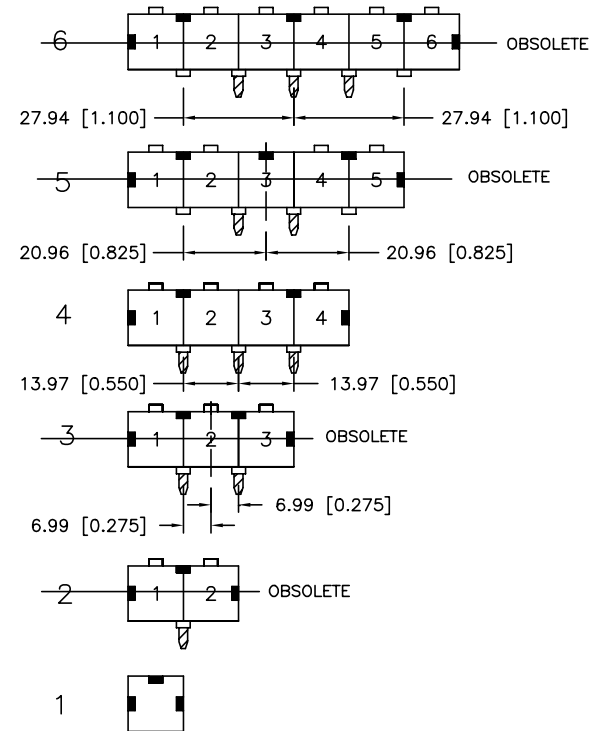 6 1 2 3 4 5 6 OBSOLETE
27.94 [1.100] 27.94 [1.100]
5 1 2 3 4 5 OBSOLETE
20.96 [0.825] 20.96 [0.825]
4 1 2 3 4
13.97 [0.550] 13.97 [0.550]
3 1 2 3 OBSOLETE
6.99 [0.275]
6.99 [0.275]
2 1 2 OBSOLETE
1